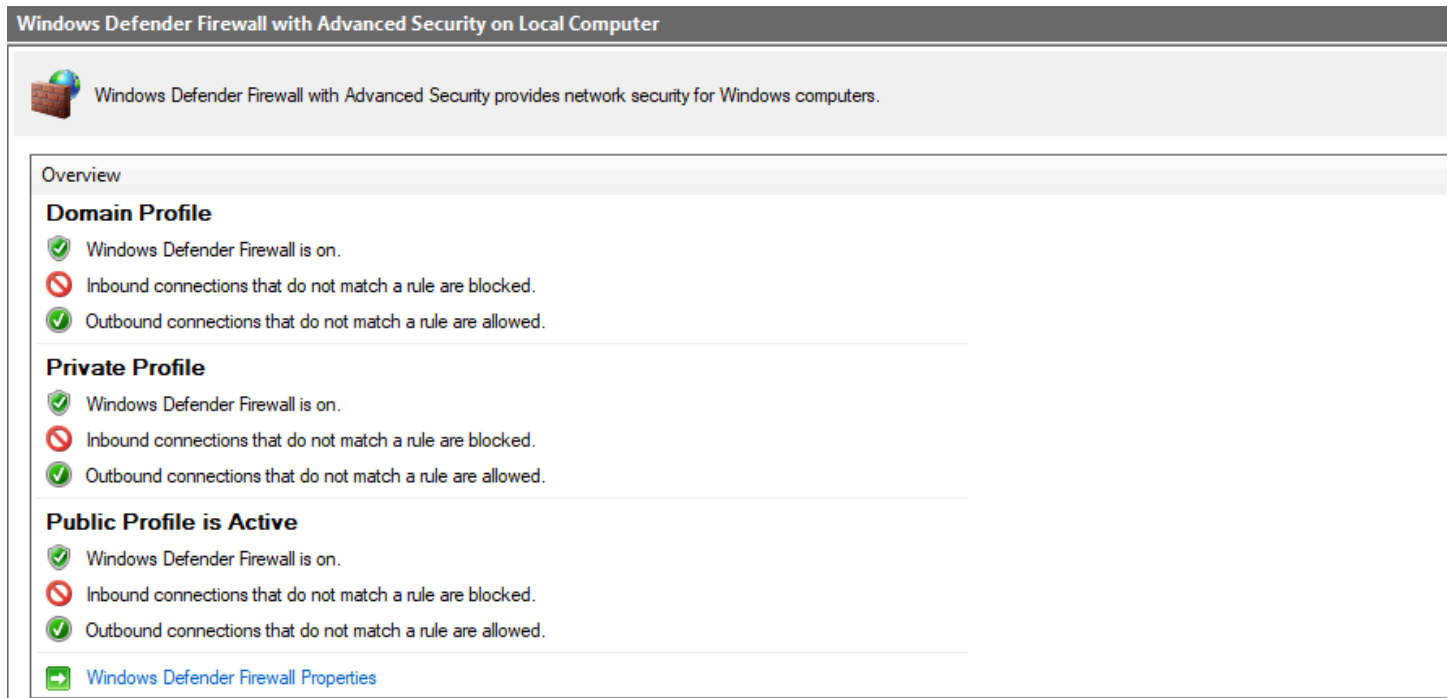 Windows Defender Firewall with Advanced Security on Local Computer
Windows Defender Firewall with Advanced Security provides network security for Windows computers.
Overview
Domain Profile
Windows Defender Firewall is on.
Inbound connections that do not match a rule are blocked.
Outbound connections that do not match a rule are allowed.
Private Profile
Windows Defender Firewall is on.
Inbound connections that do not match a rule are blocked.
Outbound connections that do not match a rule are allowed.
Public Profile is Active
Windows Defender Firewall is on.
Inbound connections that do not match a rule are blocked.
Outbound connections that do not match a rule are allowed.
Windows Defender Firewall Properties